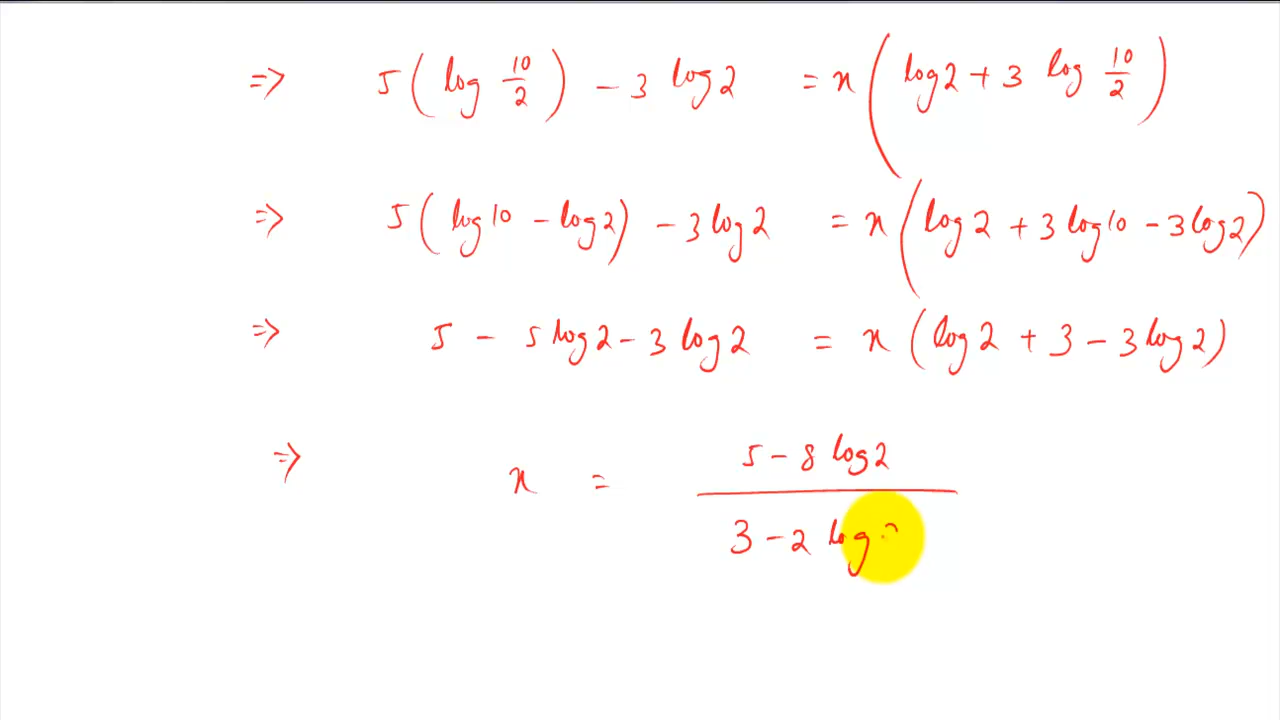 ⇒ 5 ( log 10/2 ) - 3 log 2 = x ( log 2 + 3 log 10/2 )
⇒ 5 ( log 10 - log 2 ) - 3 log 2 = x ( log 2 + 3 log 10 - 3 log 2 )
⇒ 5 - 5 log 2 - 3 log 2 = x ( log 2 + 3 - 3 log 2 )
⇒ x = 5 - 8 log 2 / 3 - 2 log